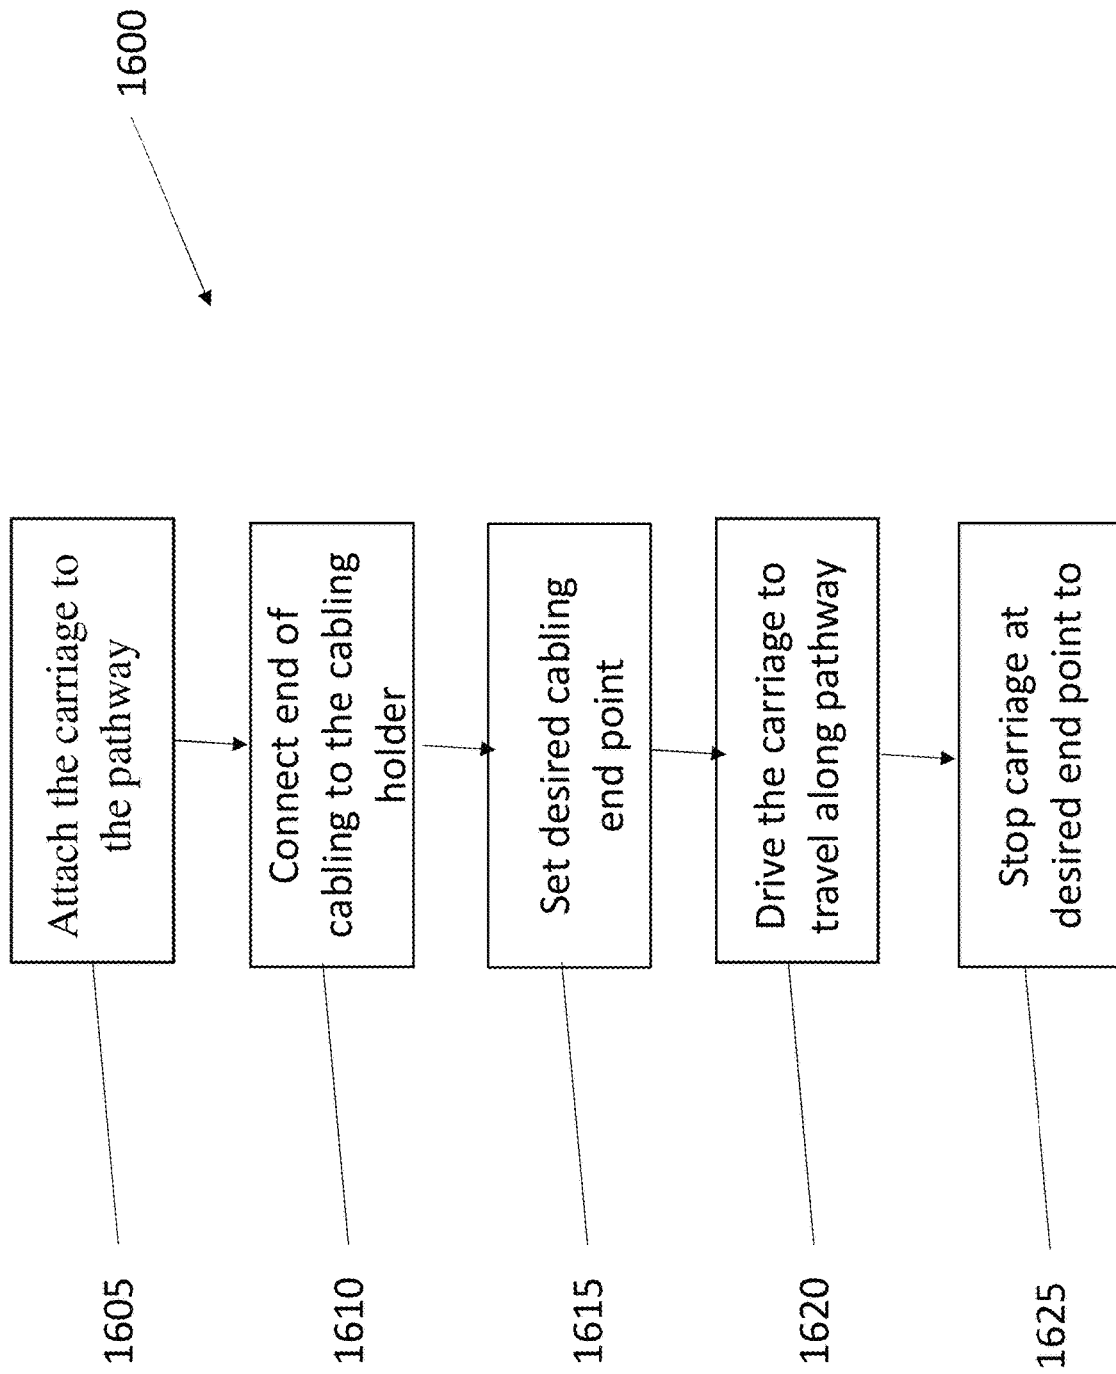 1600
1605
Attach the carriage to
the pathway
1610
Connect end of
cabling to the cabling
holder
1615
Set desired cabling
end point
1620
Drive the carriage to
travel along pathway
1625
Stop carriage at
desired end point to